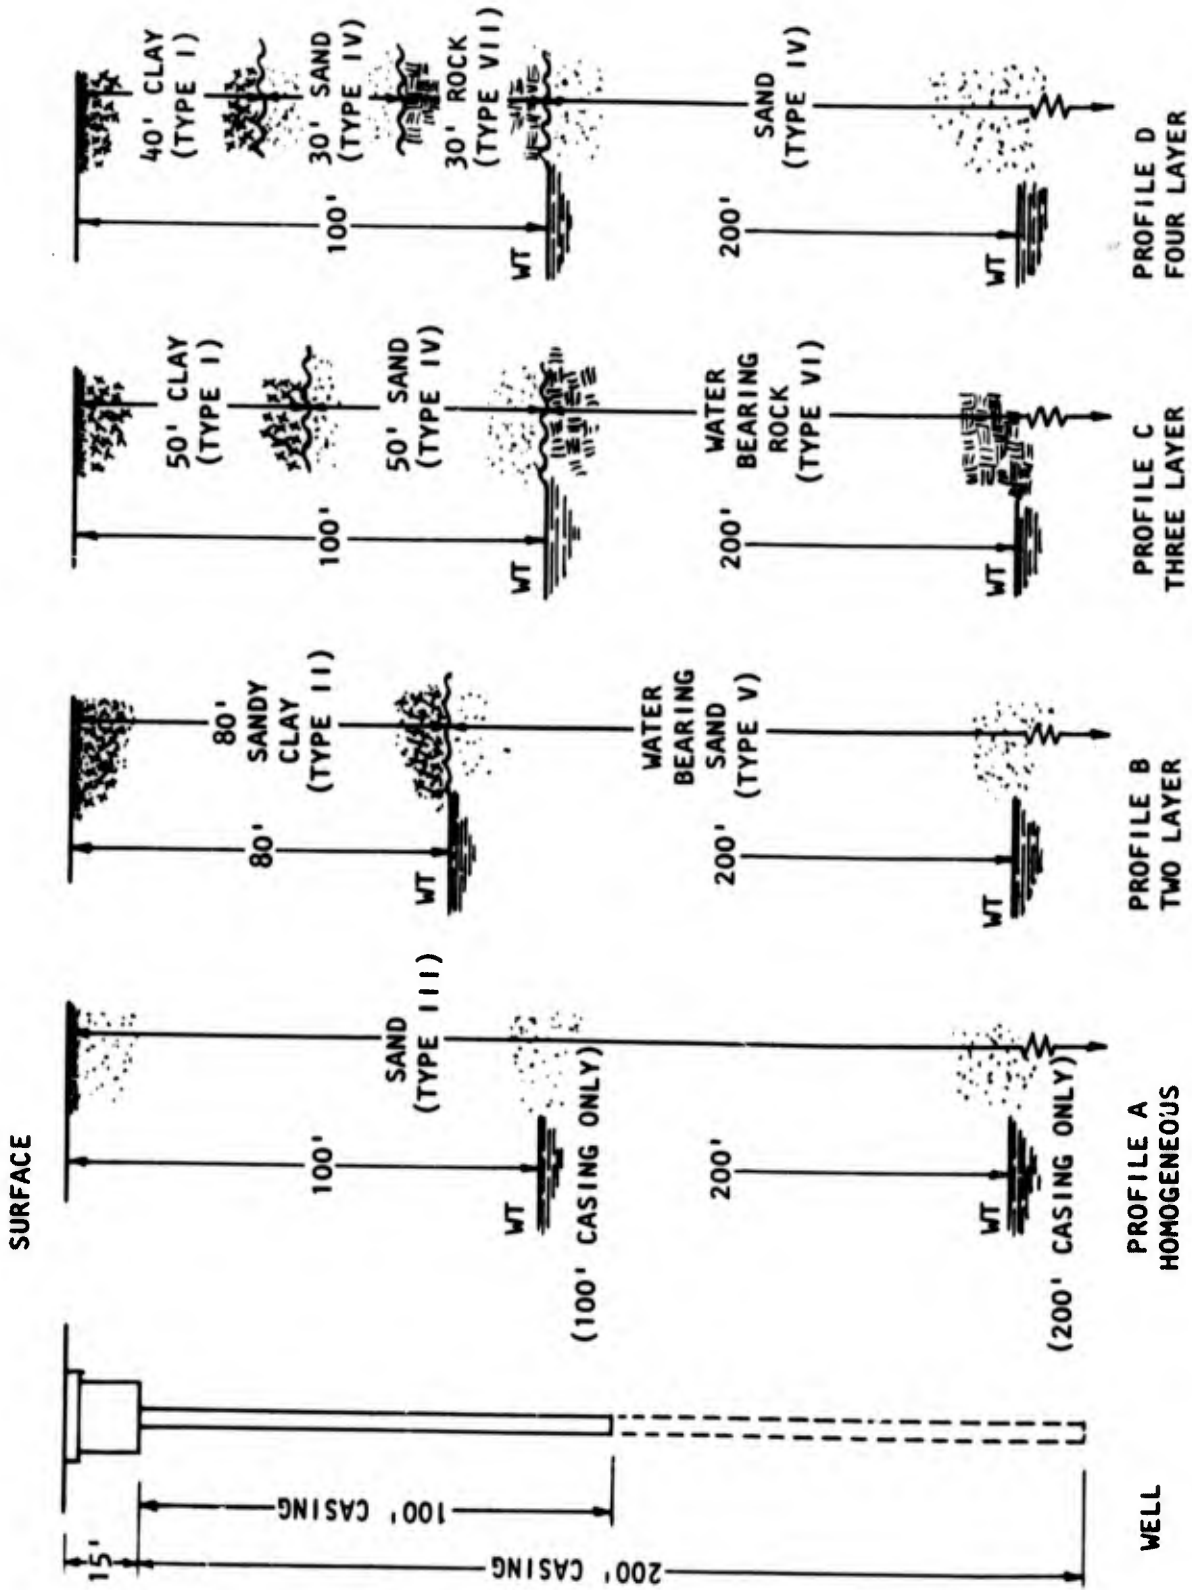 SURFACE
15'
100' CASING
200' CASING
WELL
100'
SAND
(TYPE III)
WT
(100' CASING ONLY)
200'
WT
(200' CASING ONLY)
PROFILE A
HOMOGENEOUS
80'
80'
SANDY
CLAY
(TYPE II)
WT
WATER
BEARING
SAND
(TYPE V)
200'
WT
PROFILE B
TWO LAYER
50' CLAY
(TYPE I)
100'
50' SAND
(TYPE IV)
WT
WATER
BEARING
ROCK
(TYPE VI)
200'
WT
PROFILE C
THREE LAYER
40' CLAY
(TYPE I)
30' SAND
(TYPE IV)
100'
30' ROCK
(TYPE VII)
WT
SAND
(TYPE IV)
200'
WT
PROFILE D
FOUR LAYER